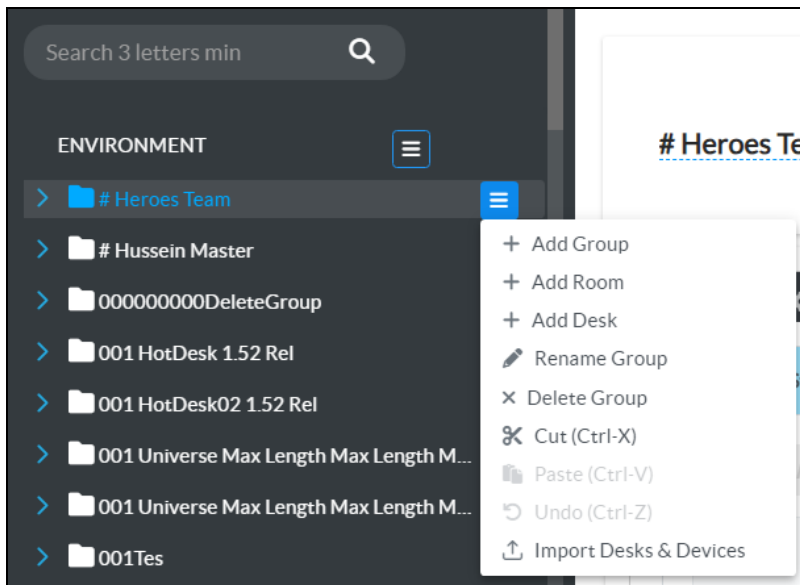 Search 3 letters min
ENVIRONMENT
# Heroes Te
# Heroes Team
# Hussein Master
000000000DeleteGroup
001 HotDesk 1.52 Rel
001 HotDesk02 1.52 Rel
001 Universe Max Length Max Length M...
001 Universe Max Length Max Length M...
001Tes
Add Group
Add Room
Add Desk
Rename Group
Delete Group
Cut (Ctrl-X)
Paste (Ctrl-V)
Undo (Ctrl-Z)
Import Desks & Devices